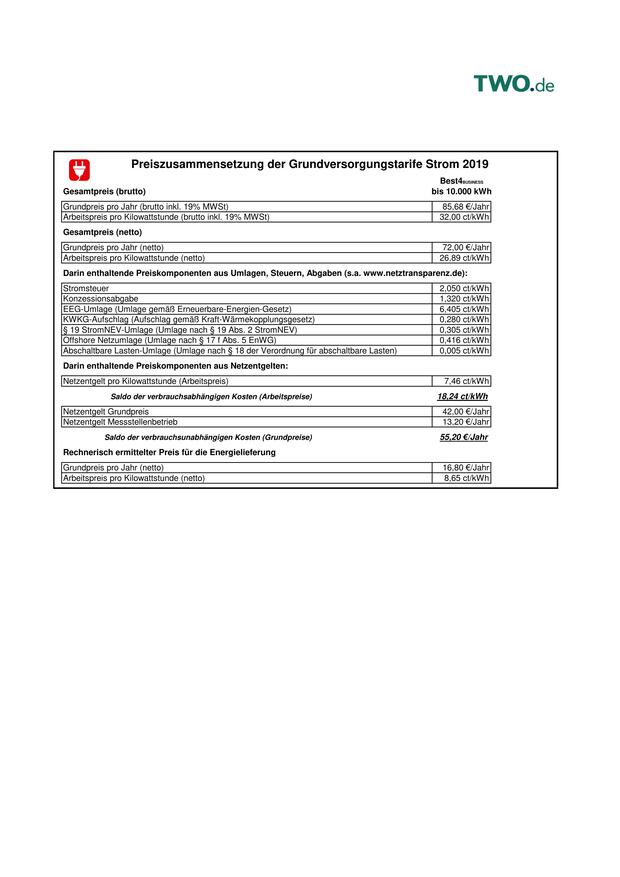 TWO.de
Preiszusammensetzung der Grundversorgungstarife Strom 2019
Best4BUSINESS
Gesamtpreis (brutto) bis 10.000 kWh
Grundpreis pro Jahr (brutto inkl. 19% MWSt) 85,68 €/Jahr
Arbeitspreis pro Kilowattstunde (brutto inkl. 19% MWSt) 32,00 ct/kWh
Gesamtpreis (netto)
Grundpreis pro Jahr (netto) 72,00 €/Jahr
Arbeitspreis pro Kilowattstunde (netto) 26,89 ct/kWh
Darin enthaltende Preiskomponenten aus Umlagen, Steuern, Abgaben (s.a. www.netztransparenz.de):
Stromsteuer 2,050 ct/kWh
Konzessionsabgabe 1,320 ct/kWh
EEG-Umlage (Umlage gemäß Erneuerbare-Energien-Gesetz) 6,405 ct/kWh
KWKG-Aufschlag (Aufschlag gemäß Kraft-Wärmekopplungsgesetz) 0,280 ct/kWh
§ 19 StromNEV-Umlage (Umlage nach § 19 Abs. 2 StromNEV) 0,305 ct/kWh
Offshore Netzumlage (Umlage nach § 17 f Abs. 5 EnWG) 0,416 ct/kWh
Abschaltbare Lasten-Umlage (Umlage nach § 18 der Verordnung für abschaltbare Lasten) 0,005 ct/kWh
Darin enthaltende Preiskomponenten aus Netzentgelten:
Netzentgelt pro Kilowattstunde (Arbeitspreis) 7,46 ct/kWh
Saldo der verbrauchsabhängigen Kosten (Arbeitspreise) 18,24 ct/kWh
Netzentgelt Grundpreis 42,00 €/Jahr
Netzentgelt Messstellenbetrieb 13,20 €/Jahr
Saldo der verbrauchsunabhängigen Kosten (Grundpreise) 55,20 €/Jahr
Rechnerisch ermittelter Preis für die Energielieferung
Grundpreis pro Jahr (netto) 16,80 €/Jahr
Arbeitspreis pro Kilowattstunde (netto) 8,65 ct/kWh